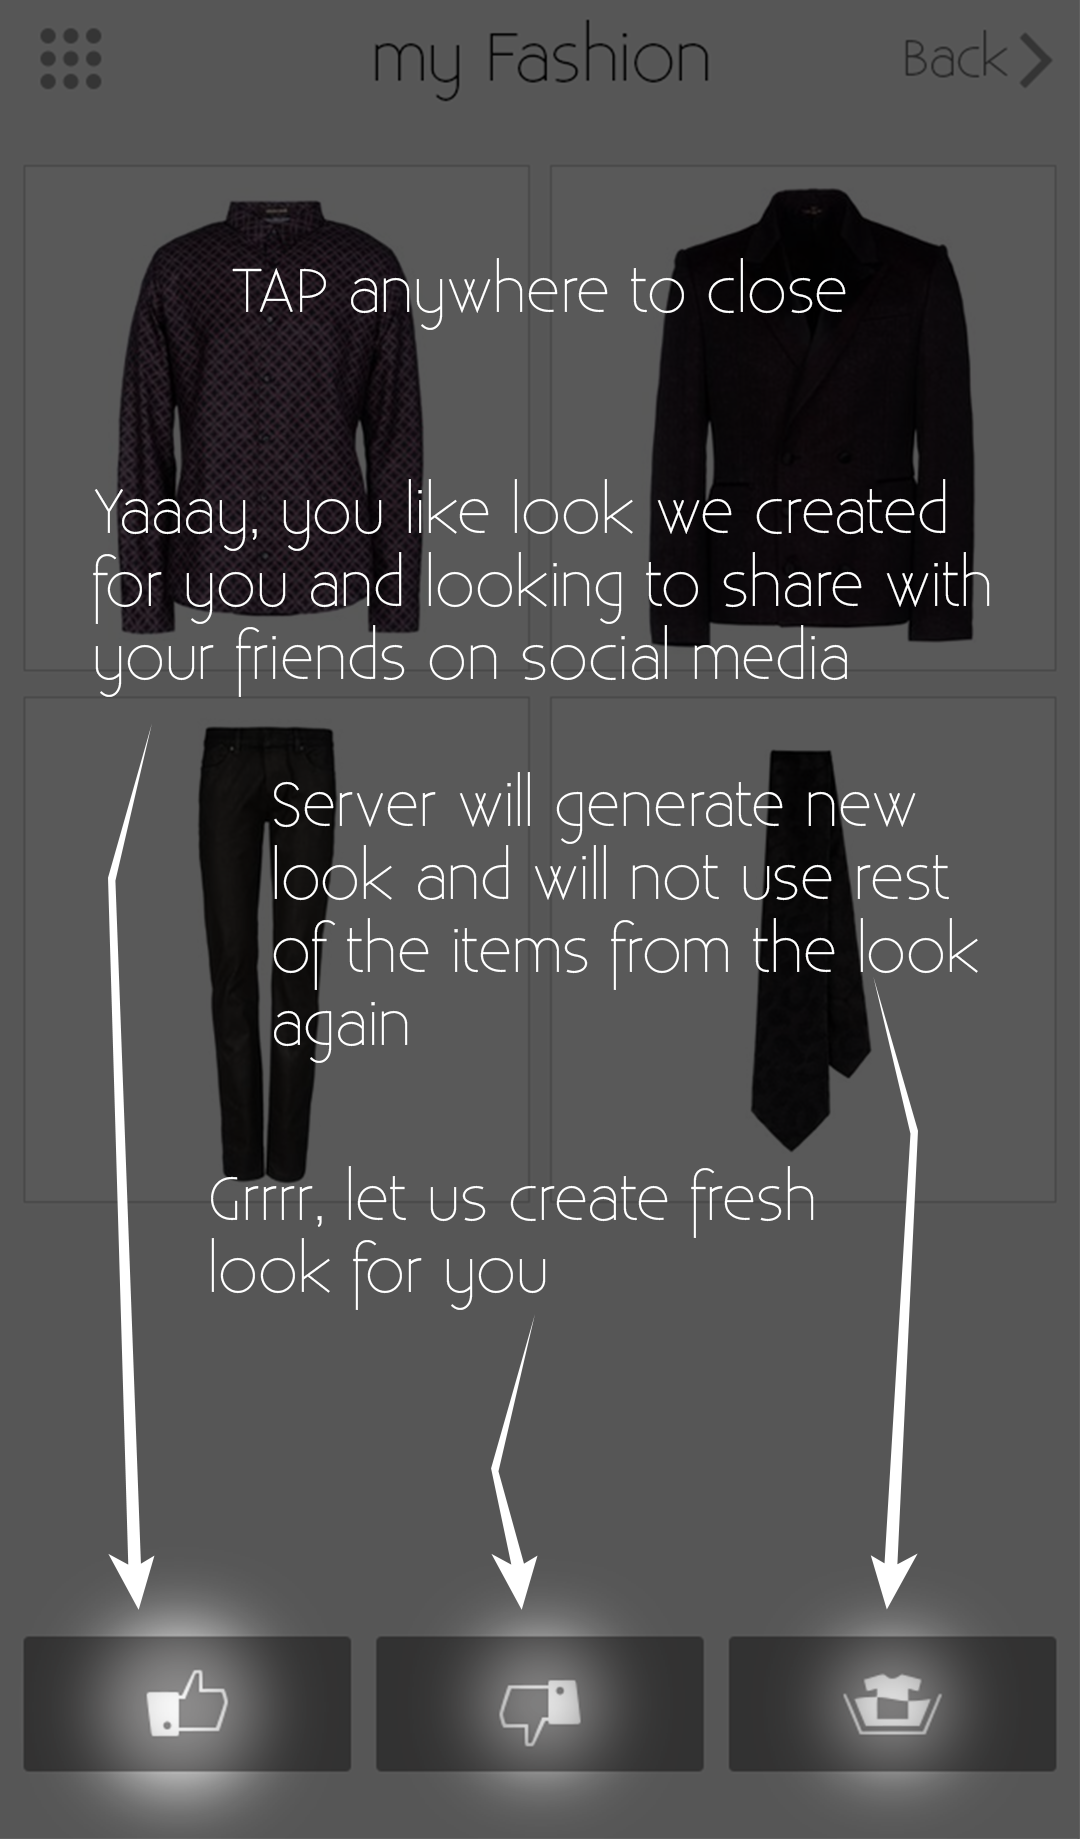 my Fashion
Back
TAP anywhere to close
Yaaay, you like look we created
for you and looking to share with
your friends on social media
Server will generate new
look and will not use rest
of the items from the look
again
Grrrr, let us create fresh
look for you